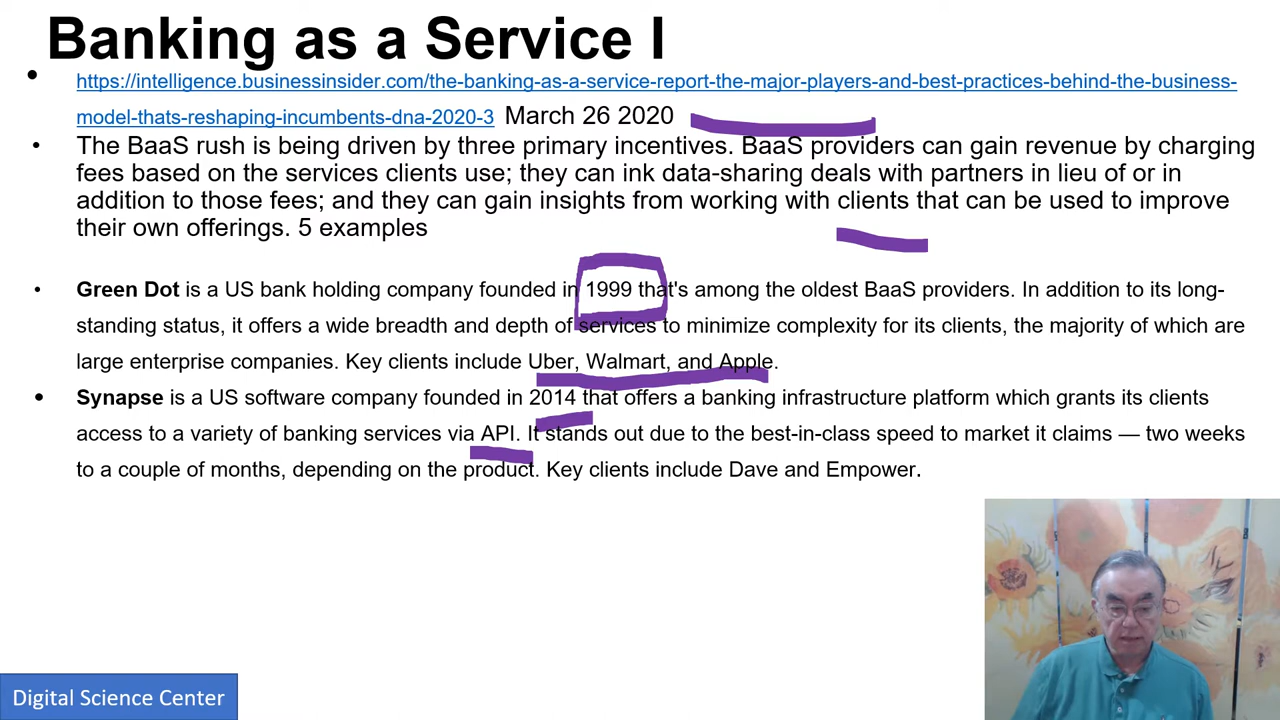 Banking as a Service I
• https://intelligence.businessinsider.com/the-banking-as-a-service-report-the-major-players-and-best-practices-behind-the-business-
model-thats-reshaping-incumbents-dna-2020-3 March 26 2020
• The BaaS rush is being driven by three primary incentives. BaaS providers can gain revenue by charging
fees based on the services clients use; they can ink data-sharing deals with partners in lieu of or in
addition to those fees; and they can gain insights from working with clients that can be used to improve
their own offerings. 5 examples
• Green Dot is a US bank holding company founded in 1999 that's among the oldest BaaS providers. In addition to its long-
standing status, it offers a wide breadth and depth of services to minimize complexity for its clients, the majority of which are
large enterprise companies. Key clients include Uber, Walmart, and Apple.
• Synapse is a US software company founded in 2014 that offers a banking infrastructure platform which grants its clients
access to a variety of banking services via API. It stands out due to the best-in-class speed to market it claims — two weeks
to a couple of months, depending on the product. Key clients include Dave and Empower.
Digital Science Center